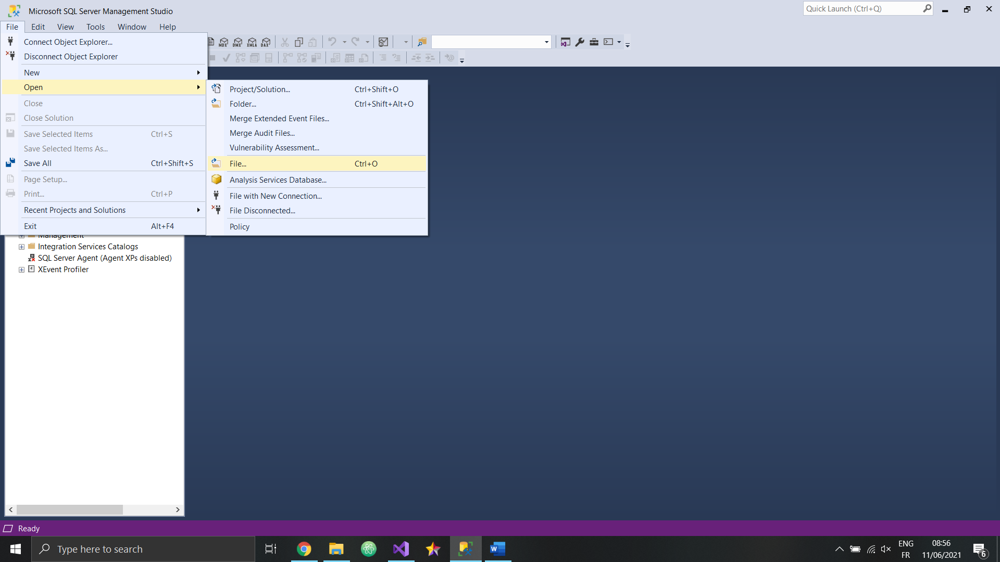 Microsoft SQL Server Management Studio
Quick Launch (Ctrl+Q)
File Edit View Tools Window Help
Connect Object Explorer...
MDX DMX XMLA DAX
Disconnect Object Explorer
New
Open
Close
Close Solution
Save Selected Items Ctrl+S
Save Selected Items As...
Save All Ctrl+Shift+S
Page Setup...
Print... Ctrl+P
Recent Projects and Solutions
Exit Alt+F4
Project/Solution... Ctrl+Shift+O
Folder... Ctrl+Shift+Alt+O
Merge Extended Event Files...
Merge Audit Files...
Vulnerability Assessment...
File... Ctrl+O
Analysis Services Database...
File with New Connection...
File Disconnected...
Policy
Management
Integration Services Catalogs
SQL Server Agent (Agent XPs disabled)
XEvent Profiler
Ready
Type here to search
W
ENG
FR
08:56
11/06/2021
6